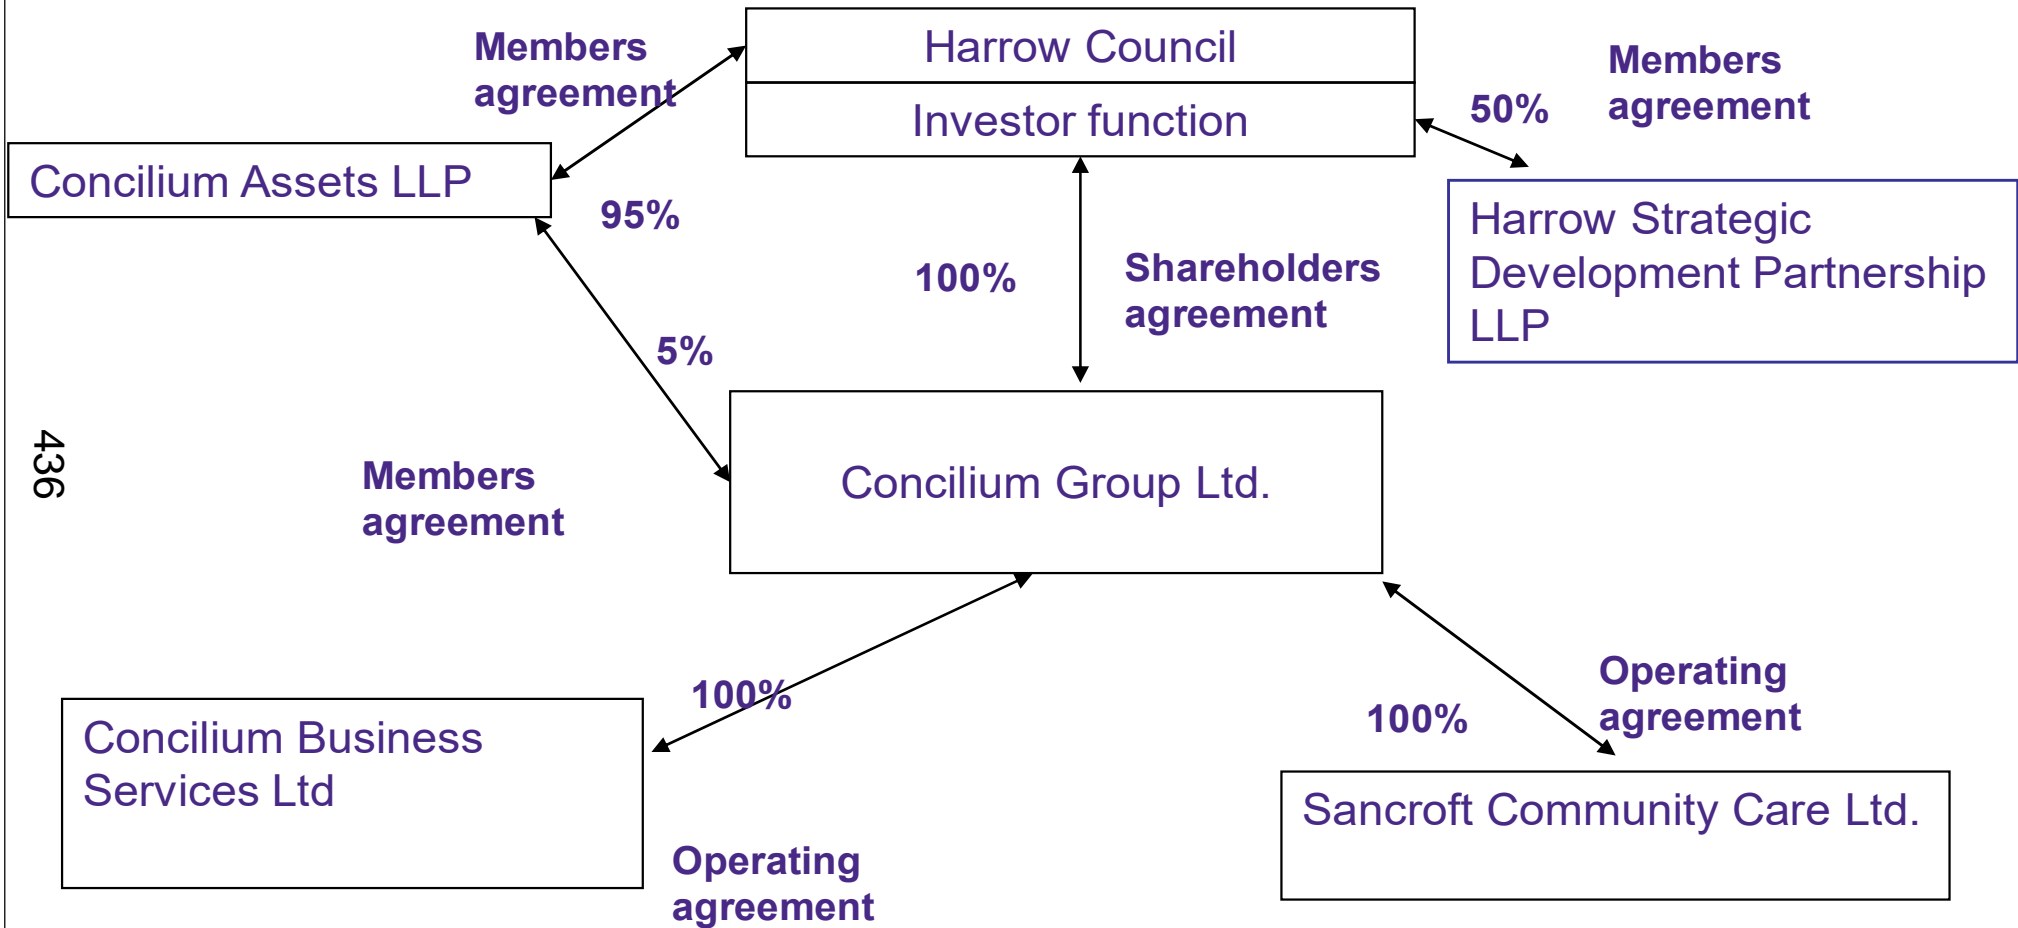 Members
agreement
Harrow Council
Investor function
50%
Members
agreement
Concilium Assets LLP
95%
Harrow Strategic
Development Partnership
LLP
100%
Shareholders
agreement
5%
436
Members
agreement
Concilium Group Ltd.
100%
Concilium Business
Services Ltd
Operating
agreement
100%
Operating
agreement
Sancroft Community Care Ltd.